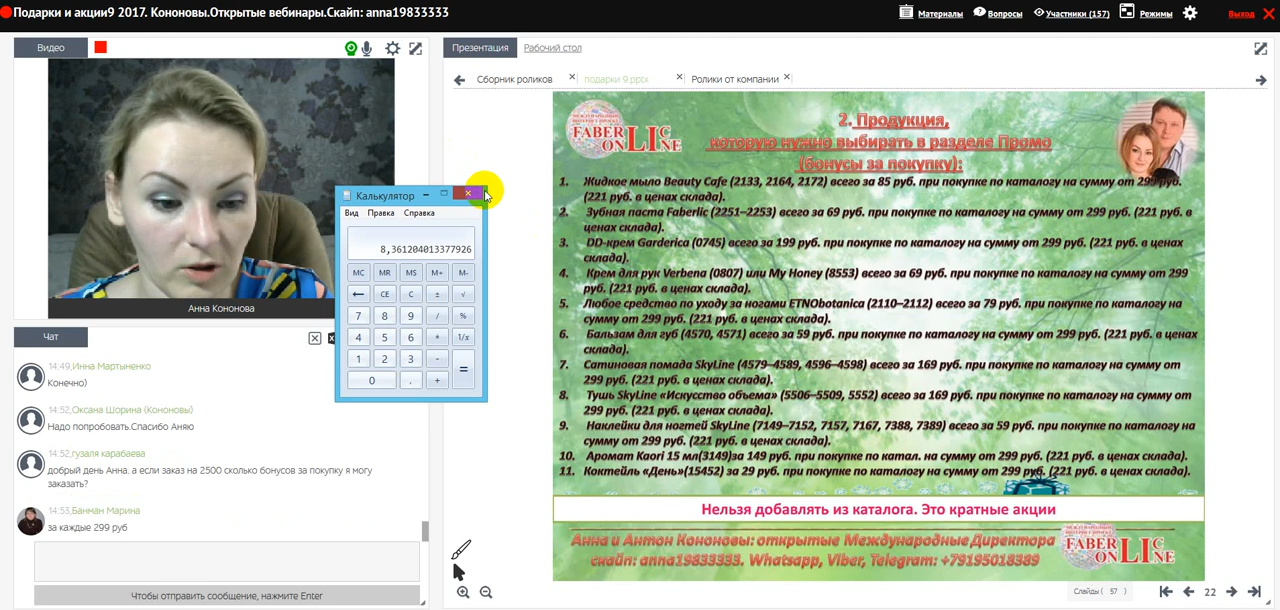 Подарки и акции9 2017. Кононовы.Открытые вебинары.Скайп: anna19833333
Материалы
Вопросы
Участники (157)
Режимы
Выход
Видео
Анна Кононова
Чат
14:49,Инна Мартыненко
Конечно)
14:52,Оксана Шорина (Кононовы)
Надо попробовать.Спасибо Аняю
14:52,гузаля карабаева
добрый день Анна. а если заказ на 2500 сколько бонусов за покупку я могу
заказать?
14:53,Банман Марина
за каждые 299 руб
Чтобы отправить сообщение, нажмите Enter
Калькулятор
Вид Правка Справка
8,361204013377926
MC MR MS M+ M-
← CE C ± √
7 8 9 / %
4 5 6 * 1/x
1 2 3 - =
0 . +
Презентация
Рабочий стол
Сборник роликов
подарки 9.pptx
Ролики от компании
FABER
ONLINE
LIC
2. Продукция,
которую нужно выбирать в разделе Промо
(бонусы за покупку):
1. Жидкое мыло Beauty Cafe (2133, 2164, 2172) всего за 85 руб. при покупке по каталогу на сумму от 299 руб.
(221 руб. в ценах склада).
2. Зубная паста Faberlic (2251–2253) всего за 69 руб. при покупке по каталогу на сумму от 299 руб. (221 руб. в
ценах склада).
3. DD-крем Garderica (0745) всего за 199 руб. при покупке по каталогу на сумму от 299 руб. (221 руб. в ценах
склада).
4. Крем для рук Verbena (0807) или My Honey (8553) всего за 69 руб. при покупке по каталогу на сумму от 299
руб. (221 руб. в ценах склада).
5. Любое средство по уходу за ногами ETNObotanica (2110–2112) всего за 79 руб. при покупке по каталогу на
сумму от 299 руб. (221 руб. в ценах склада).
6. Бальзам для губ (4570, 4571) всего за 59 руб. при покупке по каталогу на сумму от 299 руб. (221 руб. в ценах
склада).
7. Сатиновая помада SkyLine (4579–4589, 4596–4598) всего за 169 руб. при покупке по каталогу на сумму от
299 руб. (221 руб. в ценах склада).
8. Тушь SkyLine «Искусство объема» (5506–5509, 5552) всего за 169 руб. при покупке по каталогу на сумму от
299 руб. (221 руб. в ценах склада).
9. Наклейки для ногтей SkyLine (7149–7152, 7157, 7167, 7388, 7389) всего за 59 руб. при покупке по каталогу на
сумму от 299 руб. (221 руб. в ценах склада).
10. Аромат Kaori 15 мл(3149)за 149 руб. при покупке по катал. на сумму от 299 руб. (221 руб. в ценах склада).
11. Коктейль «День»(15452) за 29 руб. при покупке по каталогу на сумму от 299 руб. (221 руб. в ценах склада).
Нельзя добавлять из каталога. Это кратные акции
Анна и Антон Кононовы: открытые Международные Директора
скайп: anna19833333. Whatsapp, Viber, Telegram: +79195018389
FABER
ONLINE
LIC
Слайды ( 57 )
22